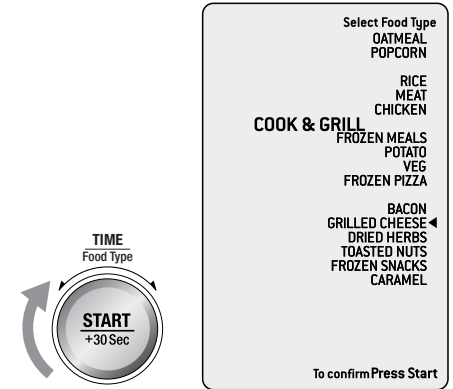 Select Food Type
OATMEAL
POPCORN
RICE
MEAT
CHICKEN
COOK & GRILL
FROZEN MEALS
POTATO
VEG
FROZEN PIZZA
BACON
GRILLED CHEESE
DRIED HERBS
TOASTED NUTS
FROZEN SNACKS
CARAMEL
To confirm Press Start
TIME
Food Type
START
+30 Sec